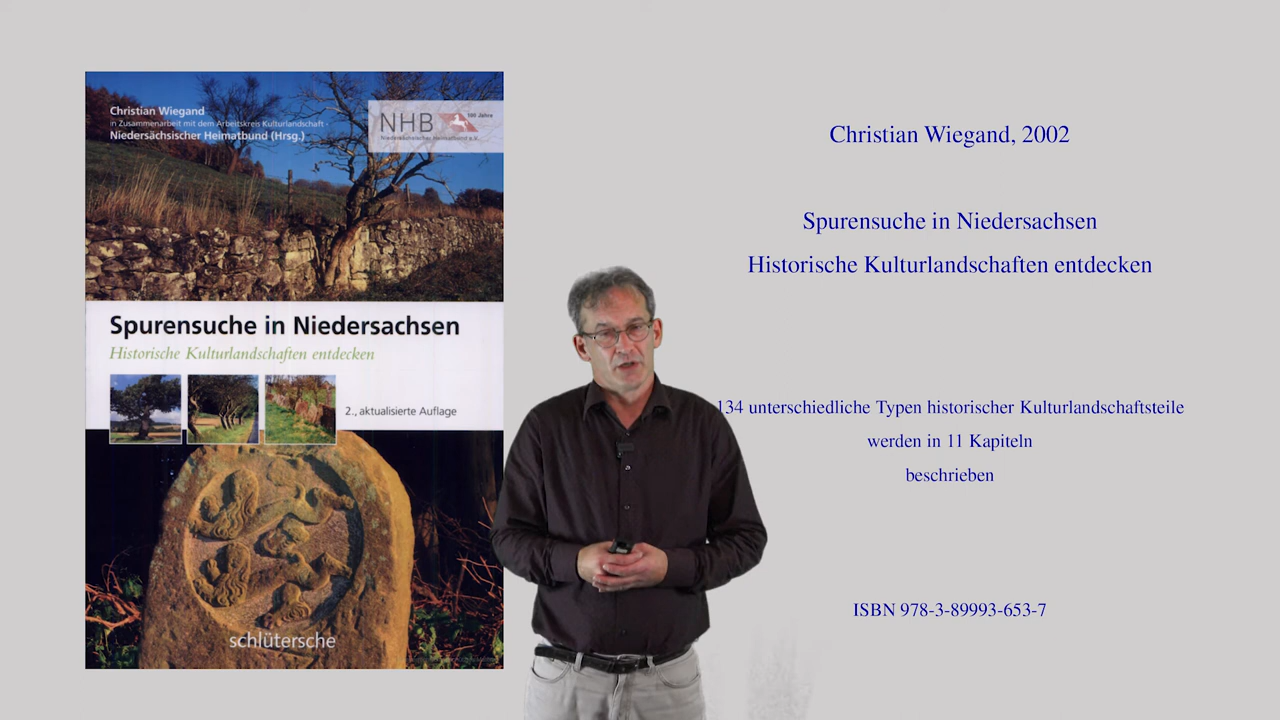 Christian Wiegand
in Zusammenarbeit mit dem Arbeitskreis Kulturlandschaft -
Niedersächsischer Heimatbund (Hrsg.)
NHB
100 Jahre
Niedersächsischer Heimatbund e.V.
Spurensuche in Niedersachsen
Historische Kulturlandschaften entdecken
2., aktualisierte Auflage
schlütersche
Christian Wiegand, 2002
Spurensuche in Niedersachsen
Historische Kulturlandschaften entdecken
134 unterschiedliche Typen historischer Kulturlandschaftsteile
werden in 11 Kapiteln
beschrieben
ISBN 978-3-89993-653-7